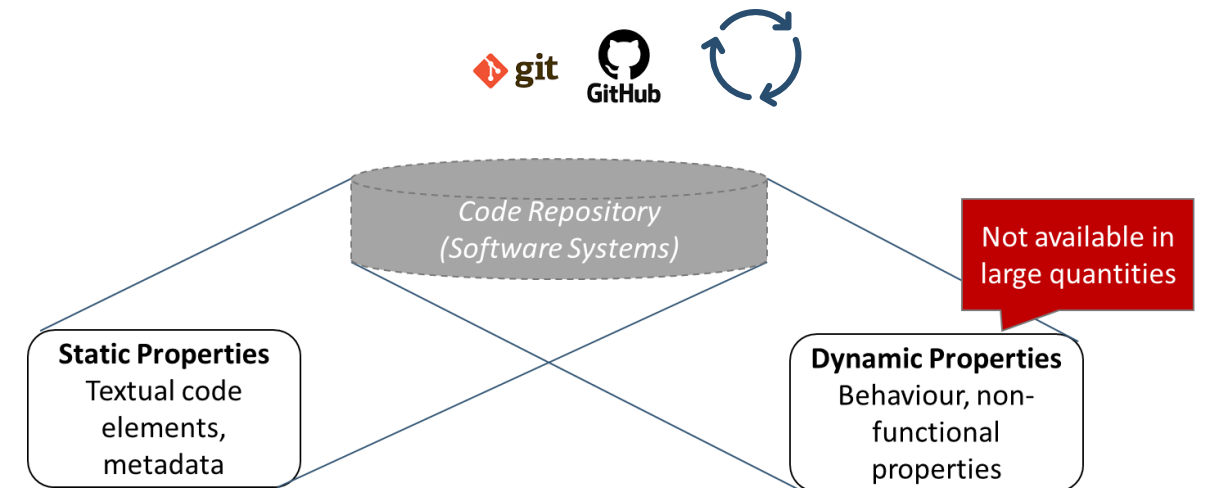 git
GitHub
Code Repository
(Software Systems)
Not available in
large quantities
Static Properties
Textual code
elements,
metadata
Dynamic Properties
Behaviour, non-
functional
properties